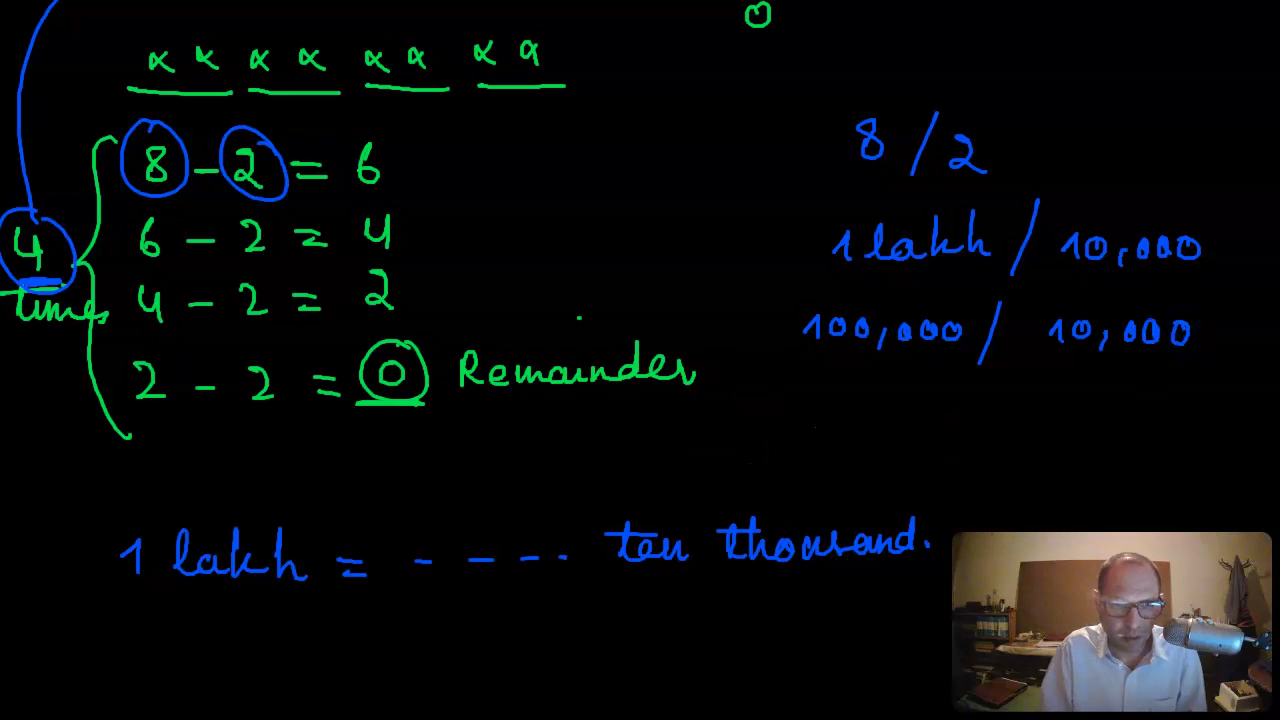 0
α α α α α α α α
8 - 2 = 6
6 - 2 = 4
4 - 2 = 2
2 - 2 = 0 Remainder
4
times
8 / 2
1 lakh / 10,000
100,000 / 10,000
1 lakh = - - - - ten thousand.